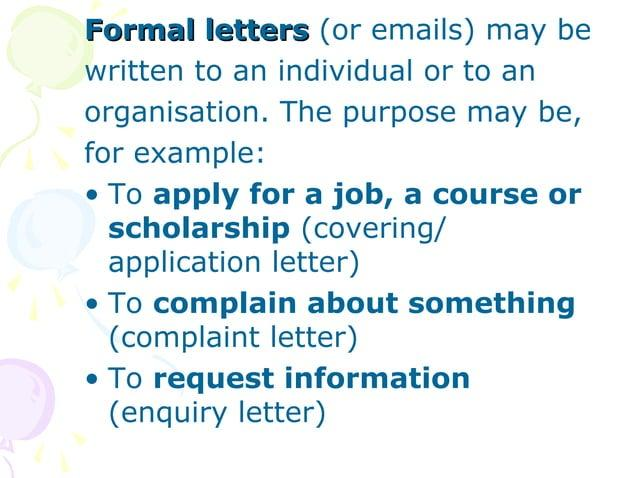 Formal letters (or emails) may be
written to an individual or to an
organisation. The purpose may be,
for example:
• To apply for a job, a course or
scholarship (covering/
application letter)
• To complain about something
(complaint letter)
• To request information
(enquiry letter)